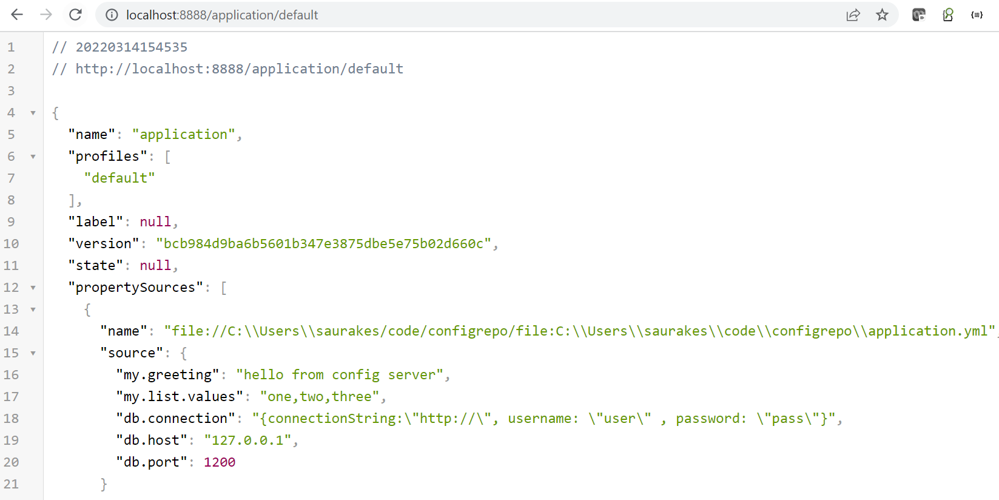 localhost:8888/application/default
1 // 20220314154535
2 // http://localhost:8888/application/default
3
4 {
5 "name": "application",
6 "profiles": [
7 "default"
8 ],
9 "label": null,
10 "version": "bcb984d9ba6b5601b347e3875dbe5e75b02d660c",
11 "state": null,
12 "propertySources": [
13 {
14 "name": "file://C:\\Users\\saurakes/code/configrepo/file:C:\\Users\\saurakes\\code\\configrepo\\application.yml",
15 "source": {
16 "my.greeting": "hello from config server",
17 "my.list.values": "one,two,three",
18 "db.connection": "{connectionString:\"http://\", username: \"user\" , password: \"pass\"}",
19 "db.host": "127.0.0.1",
20 "db.port": 1200
21 }